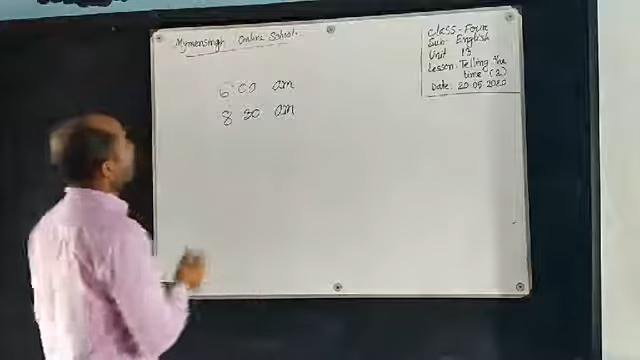 Mymensingh Online School.
Class-Four
Sub: English
Unit 13
Lesson: Telling the
time (2)
Date: 20.05.2020
6:00 am
8 30 am